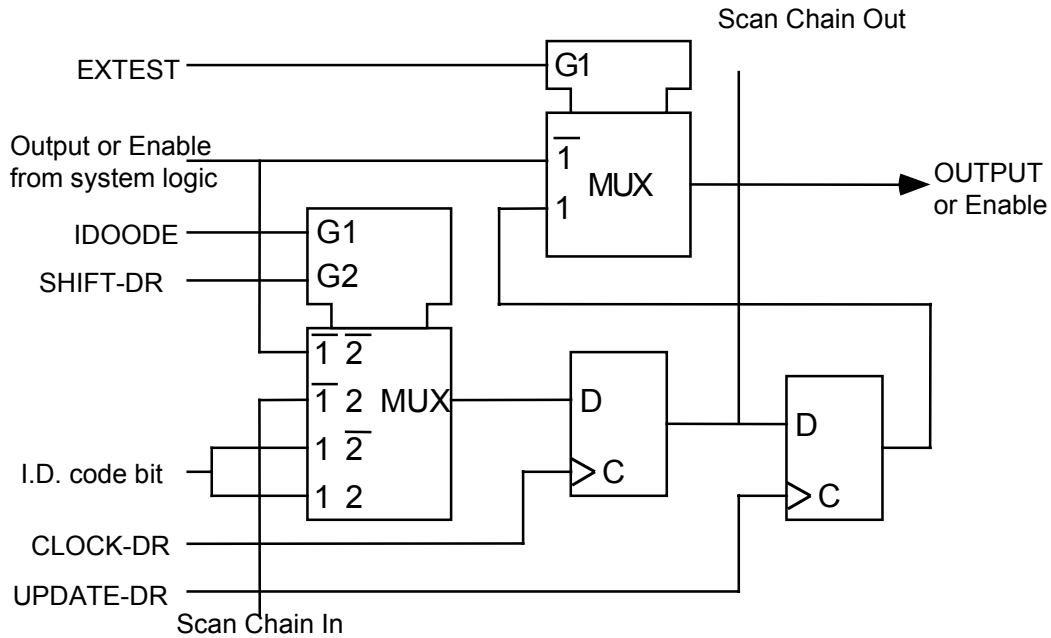 Scan Chain Out
EXTEST
G1
Output or Enable
from system logic
1
MUX
1
OUTPUT
or Enable
IDOODE
G1
SHIFT-DR
G2
1 2
1 2 MUX
1 2
1 2
I.D. code bit
D
C
D
C
CLOCK-DR
UPDATE-DR
Scan Chain In